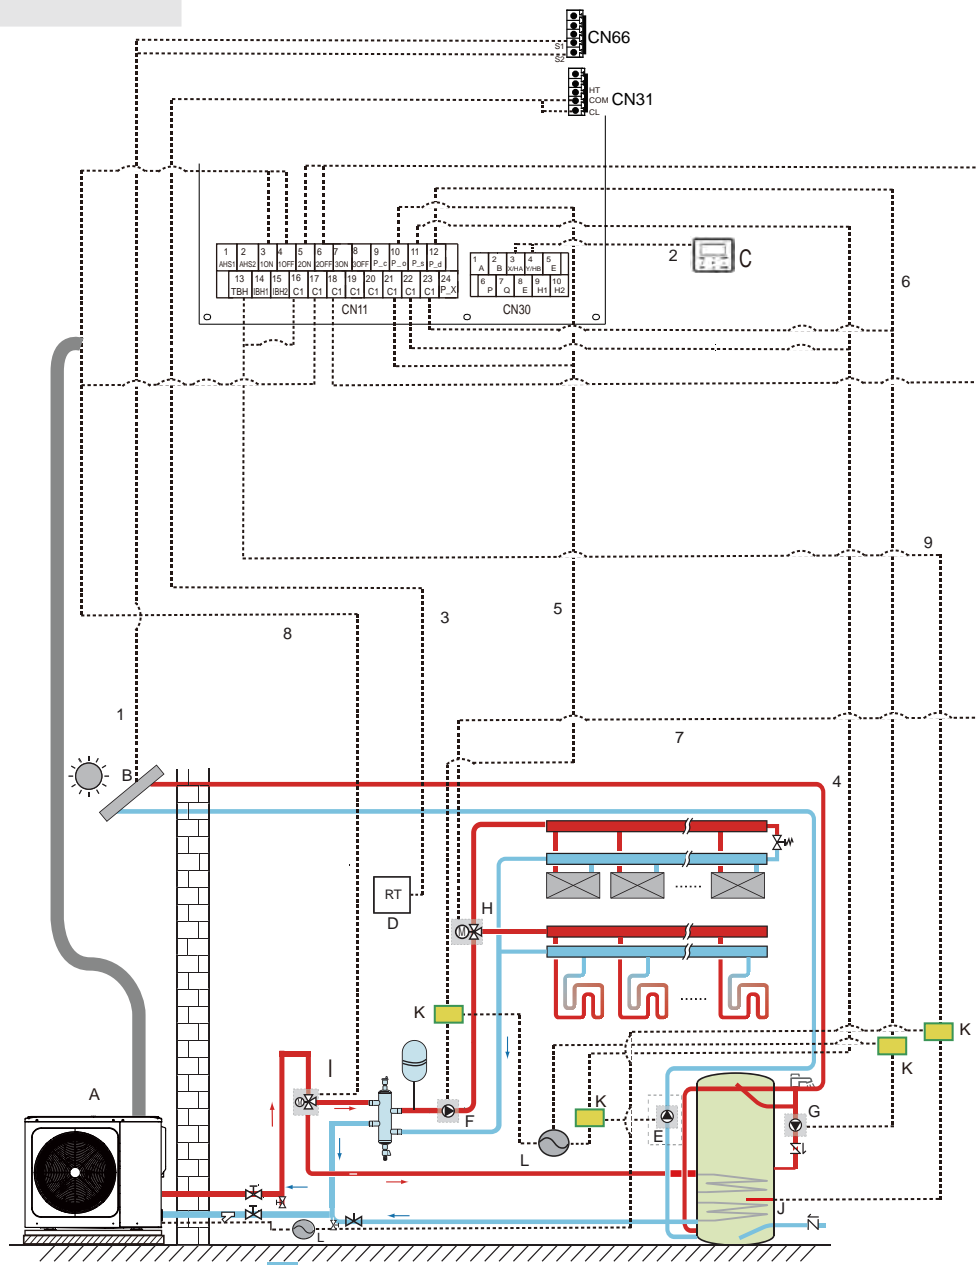 CN66
S1
S2
HT
COM CN31
CL
1 2 3 4 5 6 7 8 9 10 11 12
AHS1 AHS2 1ON 1OFF 2ON 2OFF 3ON 3OFF P_c P_o P_s P_d
13 14 15 16 17 18 19 20 21 22 23 24
TBH IBH1 IBH2 C1 C1 C1 C1 C1 C1 C1 C1 P_X
CN11
1 2 3 4 5
A B X/HA Y/HB E
6 7 8 9 10
P Q E H1 H2
CN30
2
C
6
9
3
5
8
1
7
B
4
RT
D
H
M
K
K
K
I
A
M
F
K
E
G
L
J
L